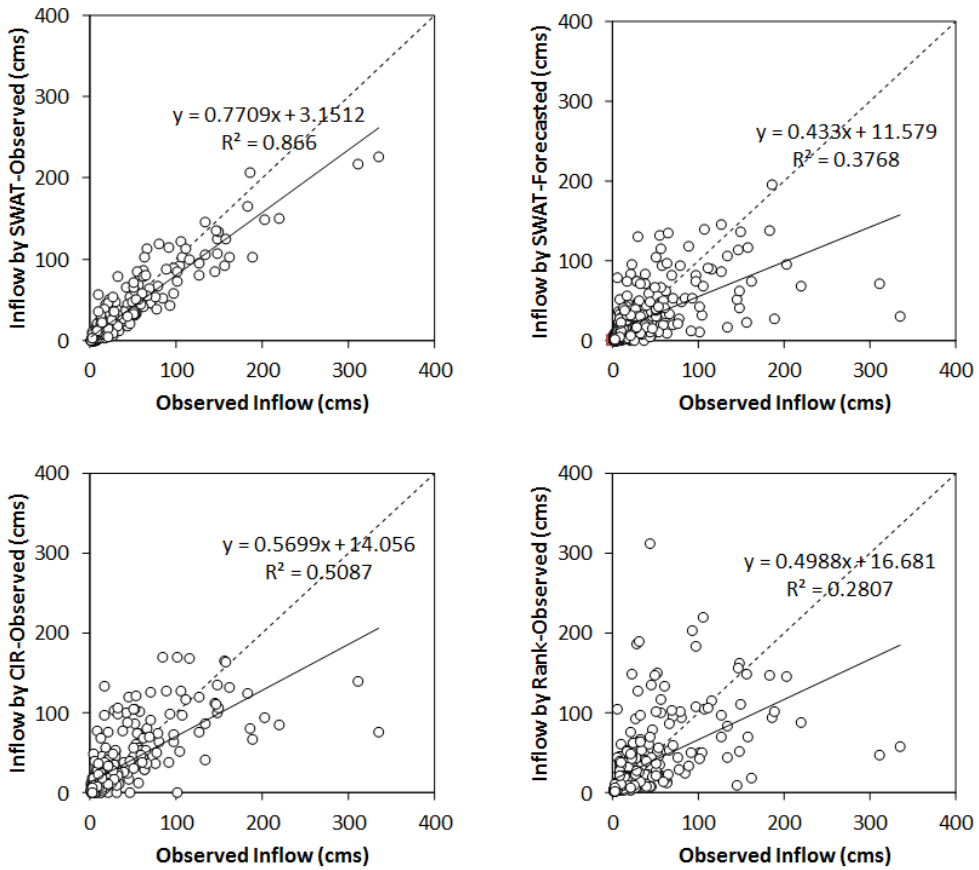 Inflow by SWAT-Observed (cms)
400
300
200
100
0
y = 0.7709x + 3.1512
R² = 0.866
0 100 200 300 400
Observed Inflow (cms)
Inflow by SWAT-Forecasted (cms)
400
300
200
100
0
y = 0.433x + 11.579
R² = 0.3768
0 100 200 300 400
Observed Inflow (cms)
Inflow by CIR-Observed (cms)
400
300
200
100
0
y = 0.5699x + 14.056
R² = 0.5087
0 100 200 300 400
Observed Inflow (cms)
Inflow by Rank-Observed (cms)
400
300
200
100
0
y = 0.4988x + 16.681
R² = 0.2807
0 100 200 300 400
Observed Inflow (cms)